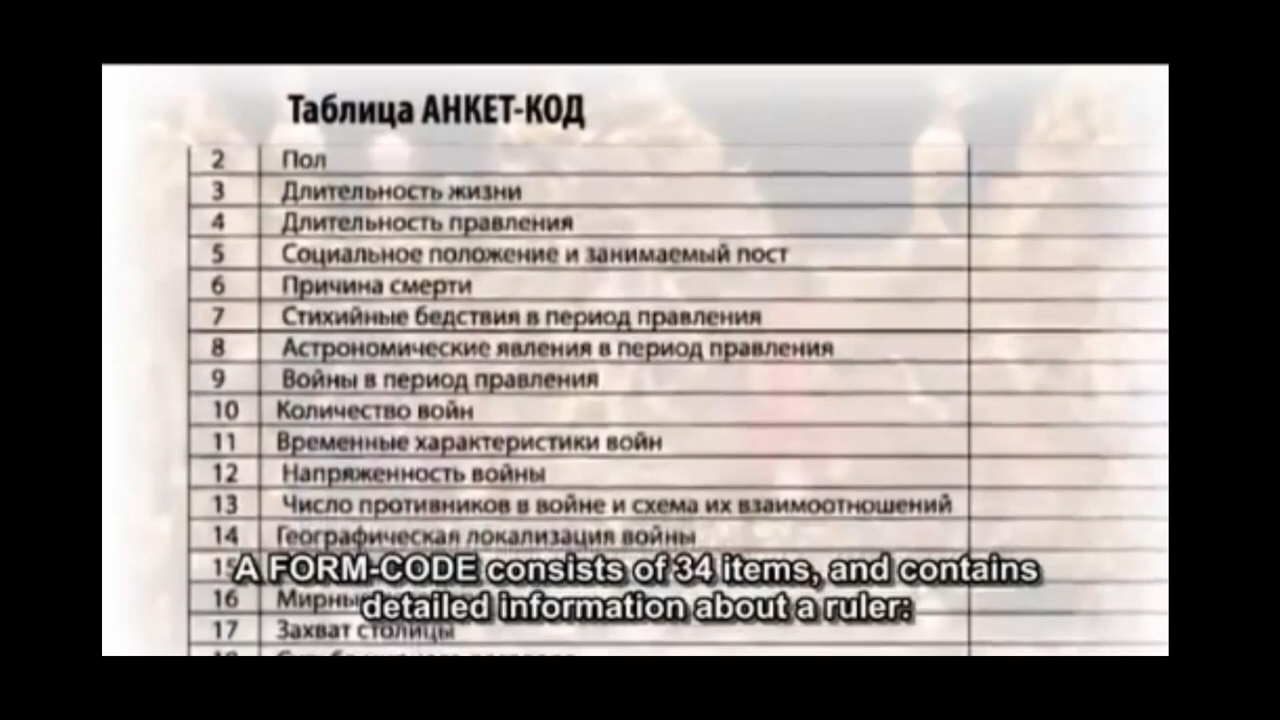 Таблица АНКЕТ-КОД
2 Пол
3 Длительность жизни
4 Длительность правления
5 Социальное положение и занимаемый пост
6 Причина смерти
7 Стихийные бедствия в период правления
8 Астрономические явления в период правления
9 Войны в период правления
10 Количество войн
11 Временные характеристики войн
12 Напряженность войны
13 Число противников в войне и схема их взаимоотношений
14 Географическая локализация войны
15
A FORM-CODE consists of 34 items, and contains
16
detailed information about a ruler:
17 Захват столицы